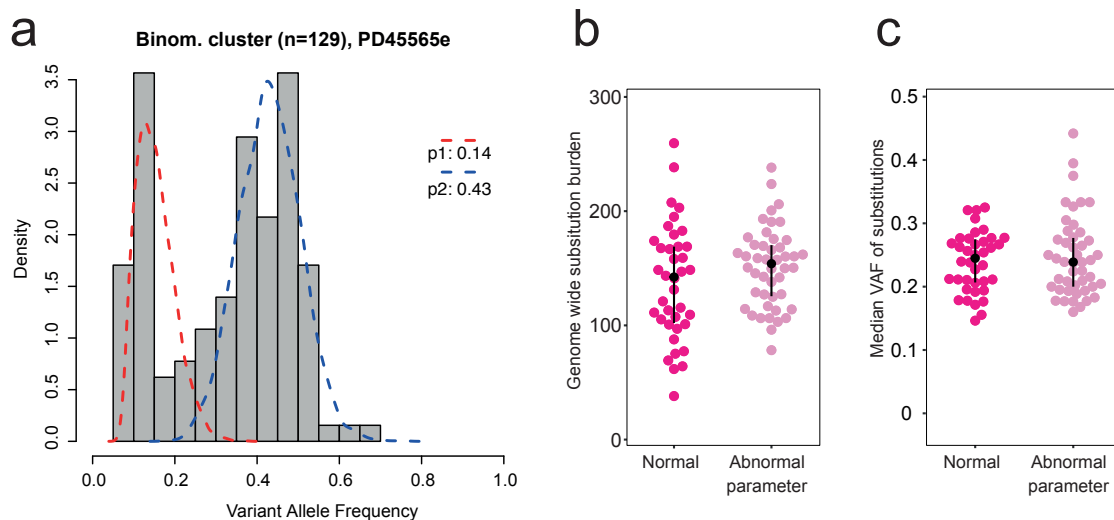 a
Binom. cluster (n=129), PD45565e
3.5
3.0
2.5
2.0
1.5
1.0
0.5
0.0
Density
p1: 0.14
p2: 0.43
0.0 0.2 0.4 0.6 0.8 1.0
Variant Allele Frequency
b
300
200
100
0
Genome wide subsitution burden
Normal Abnormal
parameter
c
0.5
0.4
0.3
0.2
0.1
0
Median VAF of substitutions
Normal Abnormal
parameter